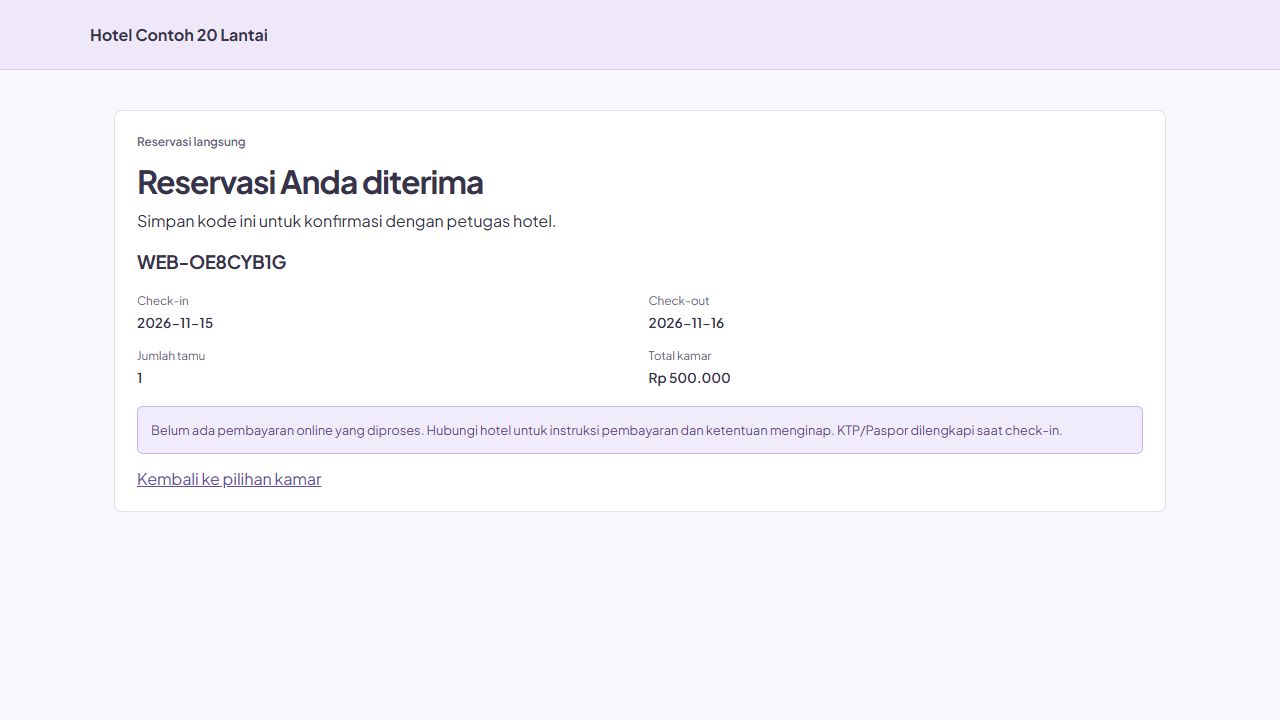 Hotel Contoh 20 Lantai
Reservasi langsung
Reservasi Anda diterima
Simpan kode ini untuk konfirmasi dengan petugas hotel.
WEB-OE8CYB1G
Check-in
2026-11-15
Check-out
2026-11-16
Jumlah tamu
1
Total kamar
Rp 500.000
Belum ada pembayaran online yang diproses. Hubungi hotel untuk instruksi pembayaran dan ketentuan menginap. KTP/Paspor dilengkapi saat check-in.
Kembali ke pilihan kamar